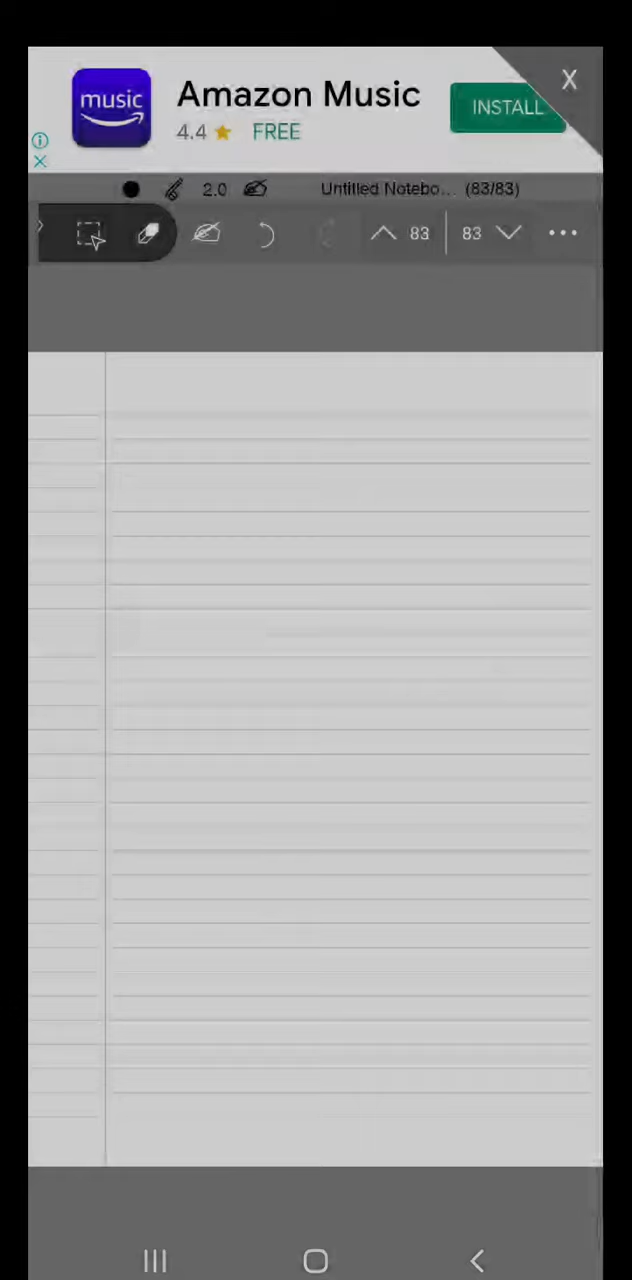 music
Amazon Music
4.4 ★ FREE
INSTALL
X
2.0
Untitled Notebo... (83/83)
83
83